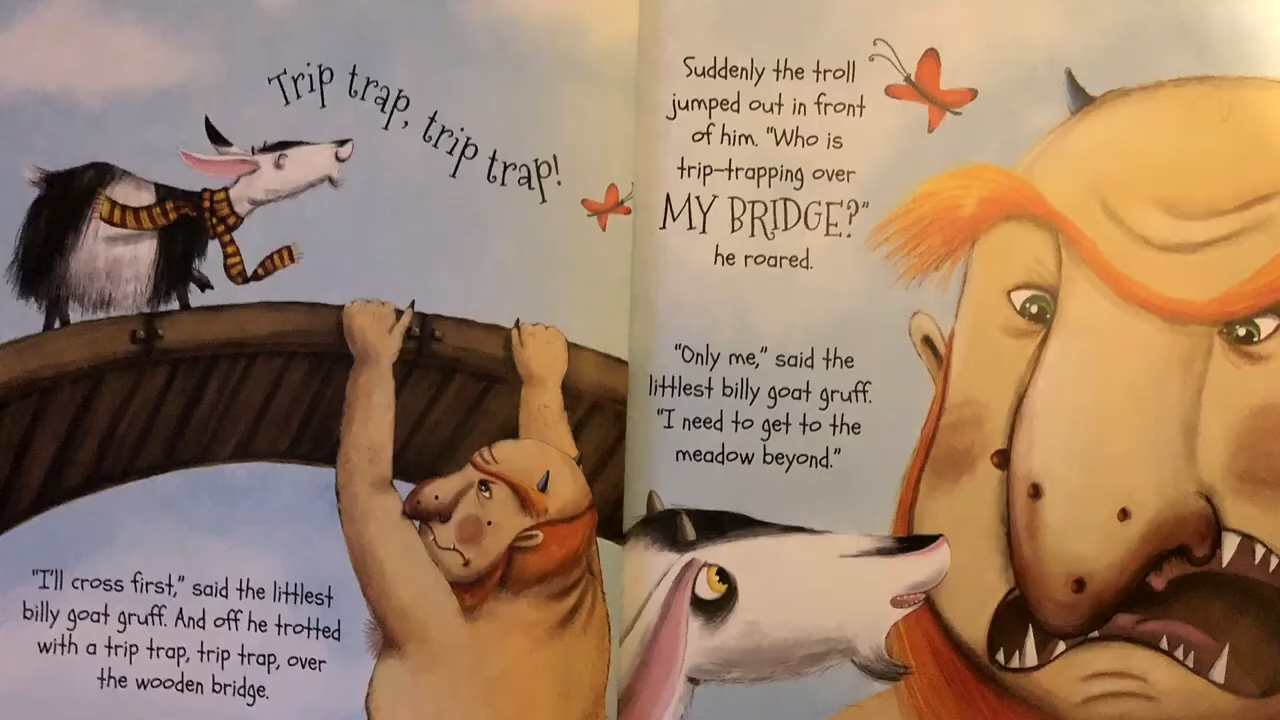 Trip trap, trip trap!
"I'll cross first," said the littlest
billy goat gruff. And off he trotted
with a trip trap, trip trap, over
the wooden bridge.
Suddenly the troll
jumped out in front
of him. "Who is
trip-trapping over
MY BRIDGE?"
he roared.
"Only me," said the
littlest billy goat gruff.
"I need to get to the
meadow beyond."